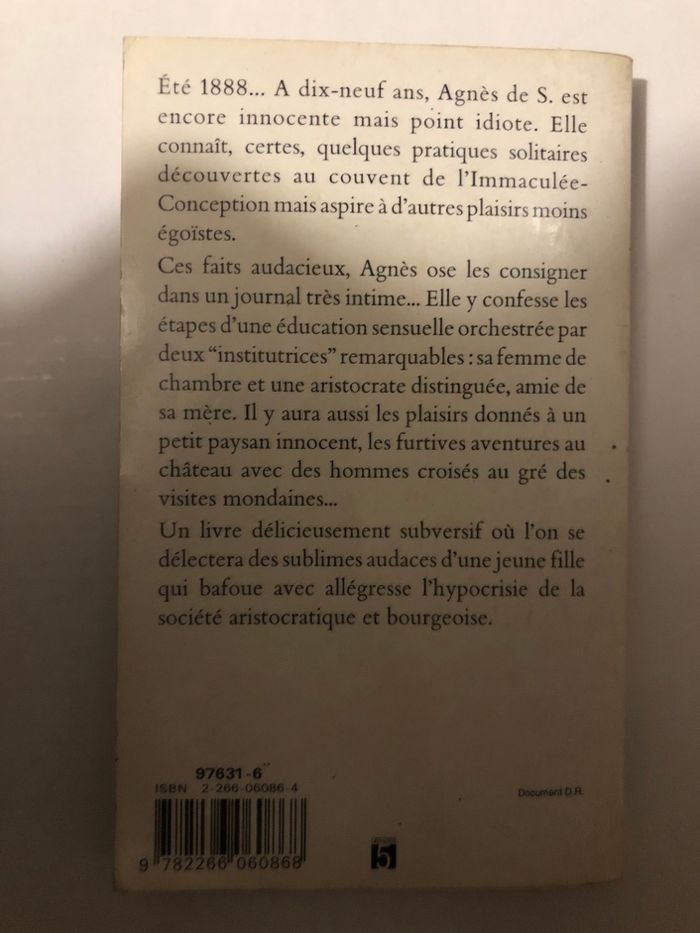 Été 1888... A dix-neuf ans, Agnès de S. est
encore innocente mais point idiote. Elle
connaît, certes, quelques pratiques solitaires
découvertes au couvent de l'Immaculée-
Conception mais aspire à d'autres plaisirs moins
égoïstes.
Ces faits audacieux, Agnès ose les consigner
dans un journal très intime... Elle y confesse les
étapes d'une éducation sensuelle orchestrée par
deux “institutrices” remarquables : sa femme de
chambre et une aristocrate distinguée, amie de
sa mère. Il y aura aussi les plaisirs donnés à un
petit paysan innocent, les furtives aventures au
château avec des hommes croisés au gré des
visites mondaines...
Un livre délicieusement subversif où l'on se
délectera des sublimes audaces d'une jeune fille
qui bafoue avec allégresse l'hypocrisie de la
société aristocratique et bourgeoise.
97631-6
ISBN 2-266-06086-4
Document D.R.
9 782266 060868
5